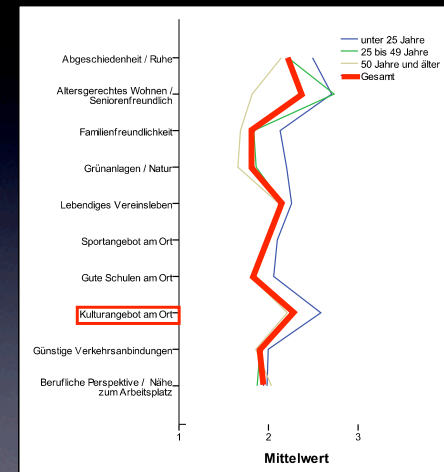 unter 25 Jahre
25 bis 49 Jahre
50 Jahre und älter
Gesamt
Abgeschiedenheit / Ruhe
Altersgerechtes Wohnen /
Seniorenfreundlich
Familienfreundlichkeit
Grünanlagen / Natur
Lebendiges Vereinsleben
Sportangebot am Ort
Gute Schulen am Ort
Kulturangebot am Ort
Günstige Verkehrsanbindungen
Berufliche Perspektive / Nähe
zum Arbeitsplatz
1 2 3
Mittelwert